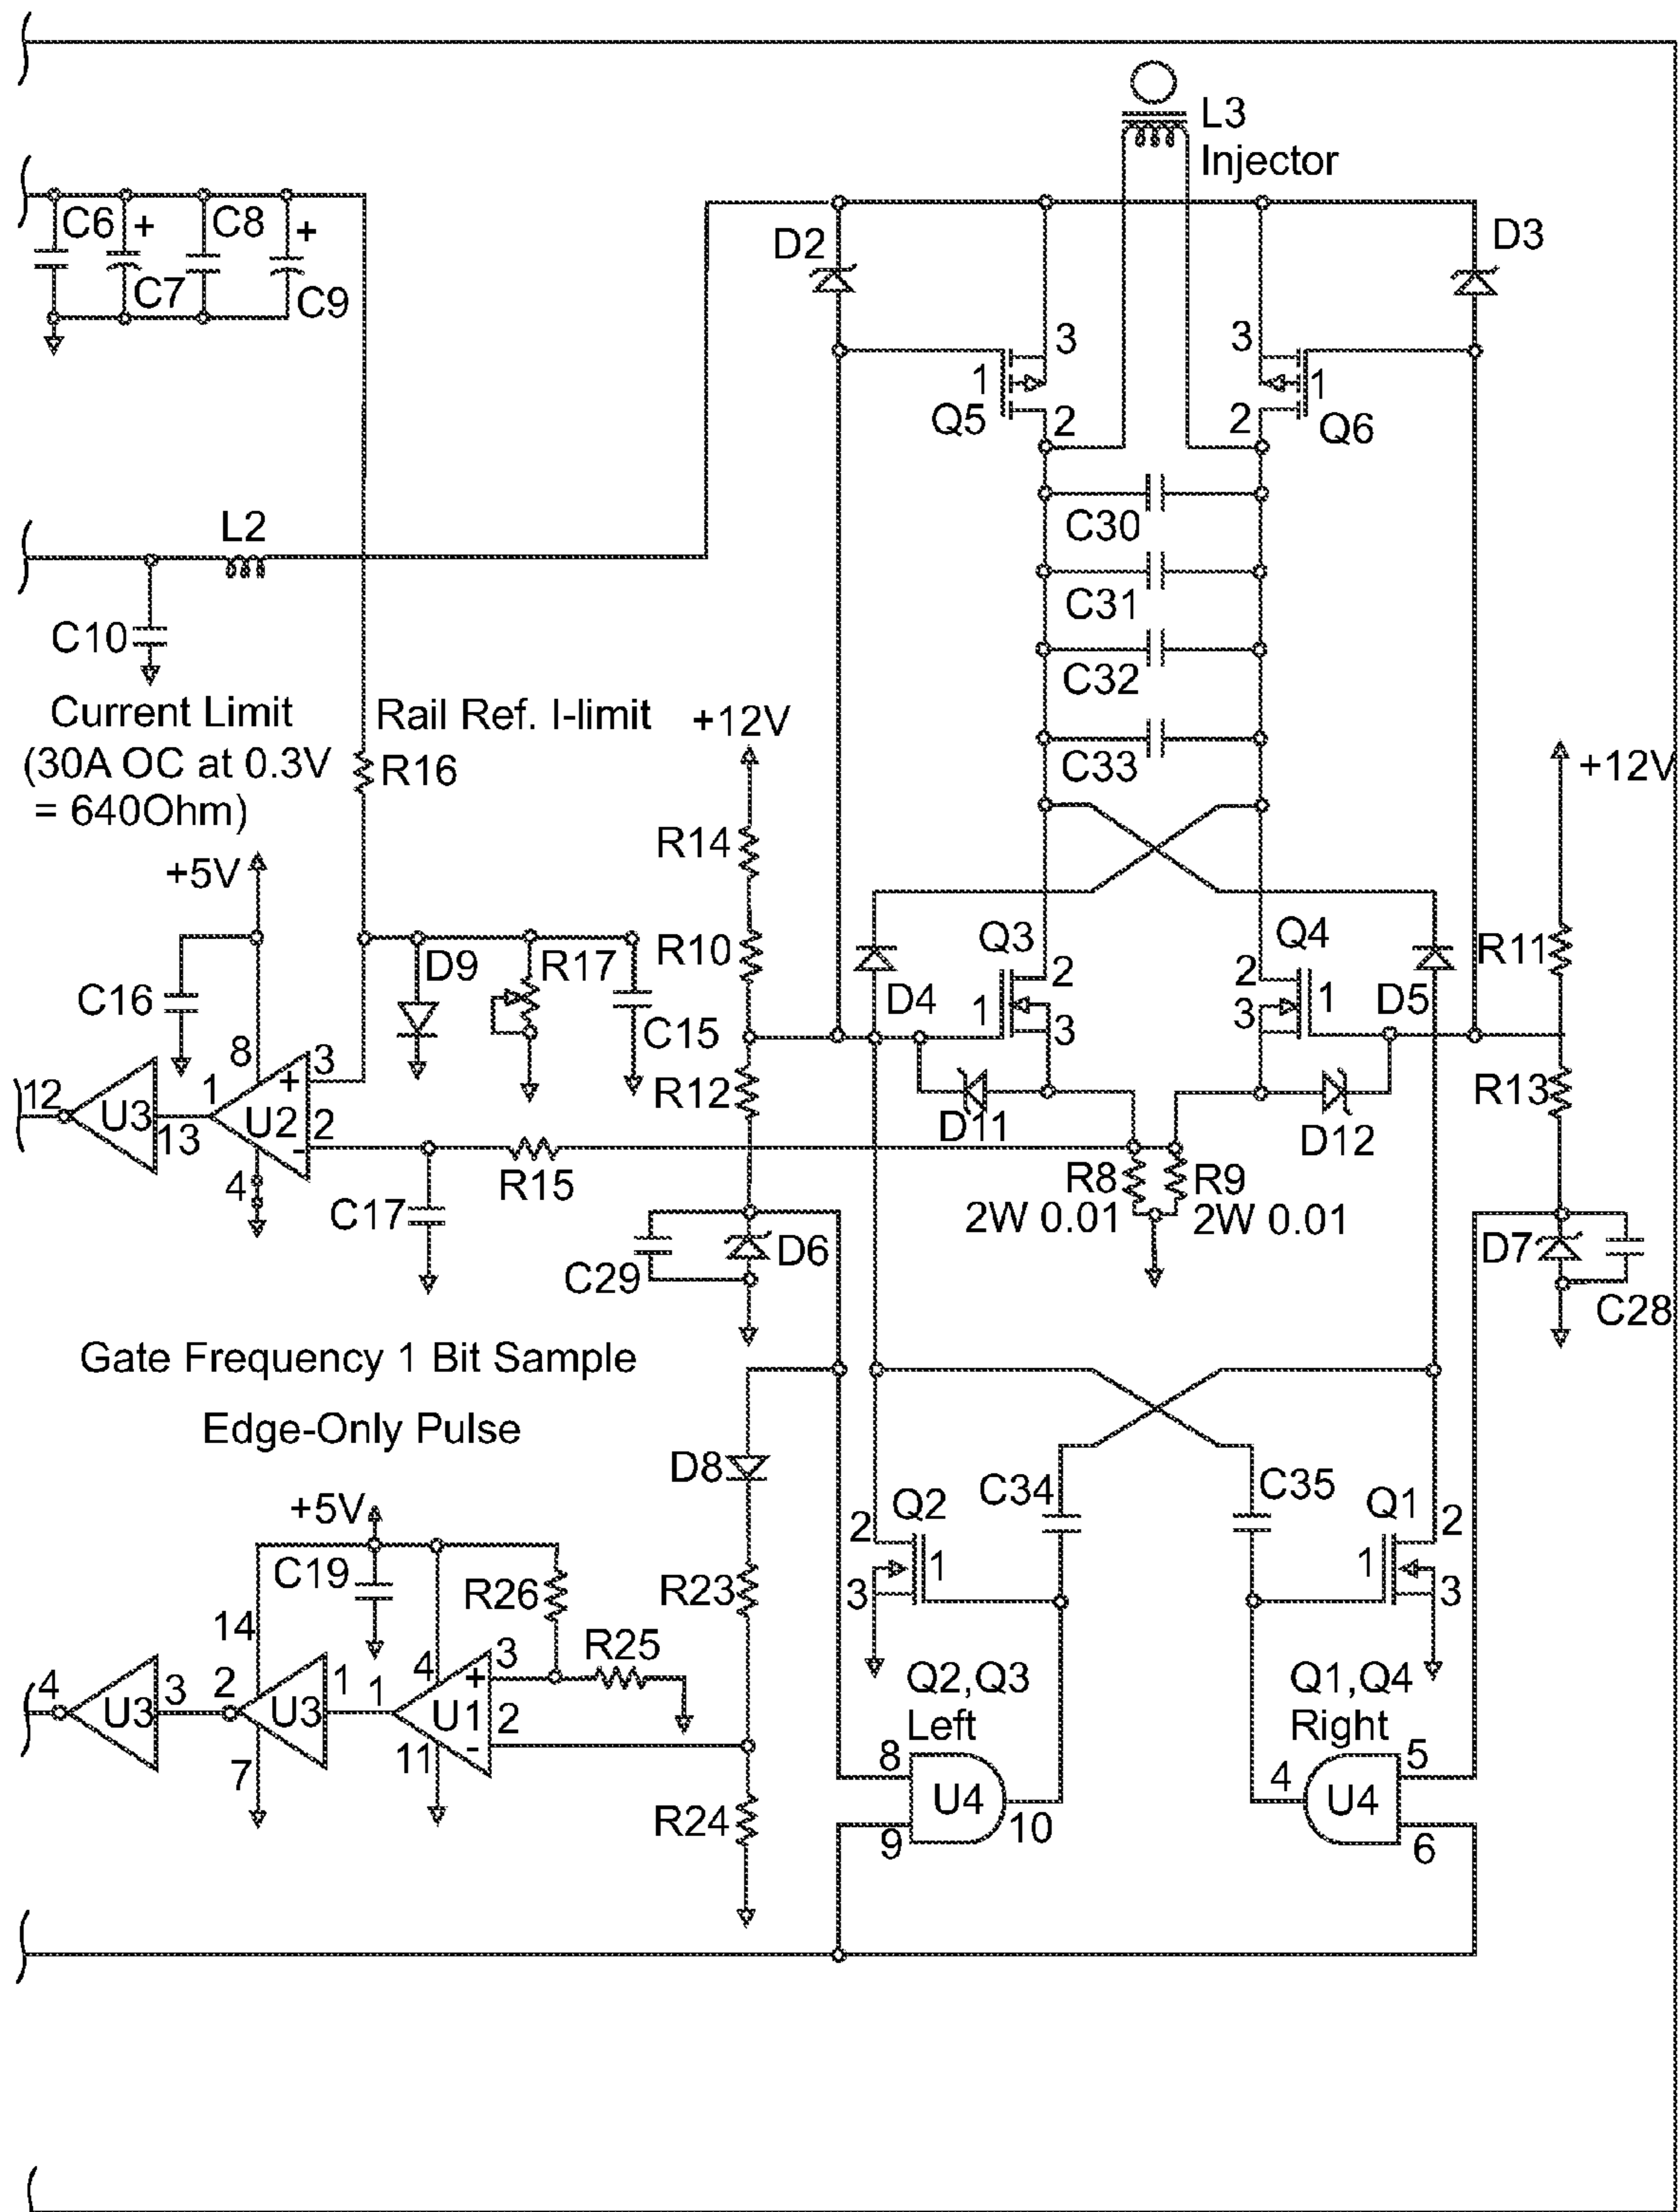 L3
Injector
C6
+
C8
+
C7
C9
D2
D3
3
3
1
1
Q5
2
2
Q6
L2
C30
C31
C10
C32
Current Limit
(30A OC at 0.3V
= 640Ohm)
Rail Ref. I-limit
+12V
R16
C33
+12V
R14
+5V
R10
Q3
Q4
R11
D9
R17
C16
2
2
D4
1
1
D5
3
3
C15
8
3
12
1
+
U3
U2
R12
R13
13
2
-
D11
D12
4
R15
R8
R9
C17
2W 0.01
2W 0.01
D6
D7
C29
C28
Gate Frequency 1 Bit Sample
Edge-Only Pulse
D8
C34
C35
+5V
Q2
Q1
2
2
C19
1
1
R26
R23
3
3
14
R25
4
3
+
Q2,Q3
Left
Q1,Q4
Right
4
3
2
1
1
U3
U3
U1
2
-
7
11
8
5
U4
4
U4
R24
10
9
6